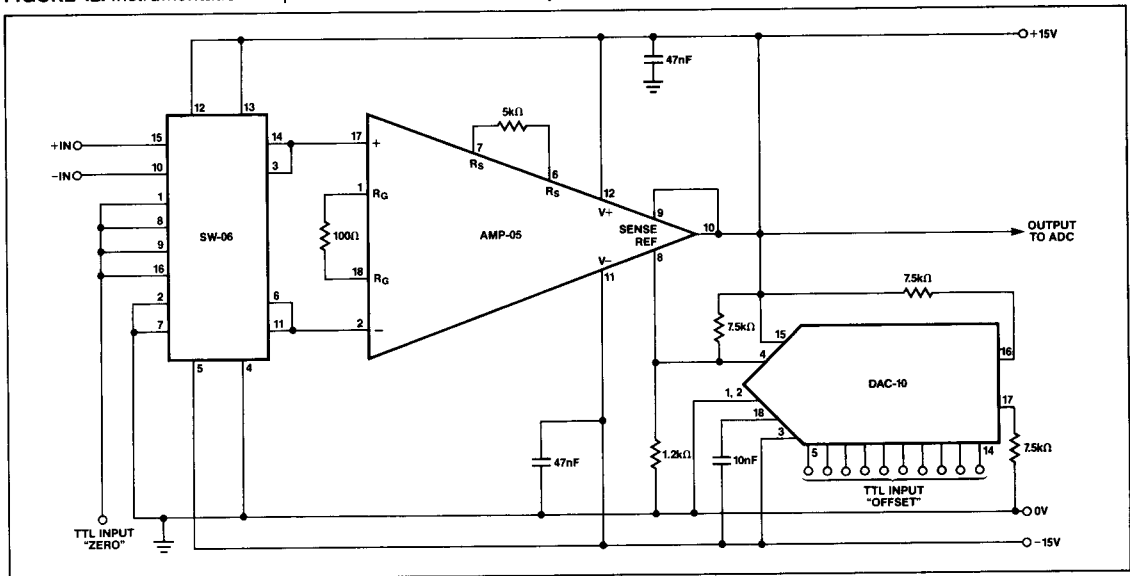 FIGURE 12.
+15V
47nF
12 13
5kΩ
+IN
15
14
17
+
7
RS
6
RS
-IN
10
3
12
V+
1
1
RG
9
SENSE
10
8
SW-06
100Ω
AMP-05
REF
8
OUTPUT
TO ADC
9
16
18
RG
V-
11
7.5kΩ
2
6
7.5kΩ
15
7
11
2
-
4
16
5 4
1, 2
DAC-10
18
17
3
47nF
1.2kΩ
10nF
5
14
7.5kΩ
TTL INPUT
"OFFSET"
TTL INPUT
"ZERO"
0V
-15V